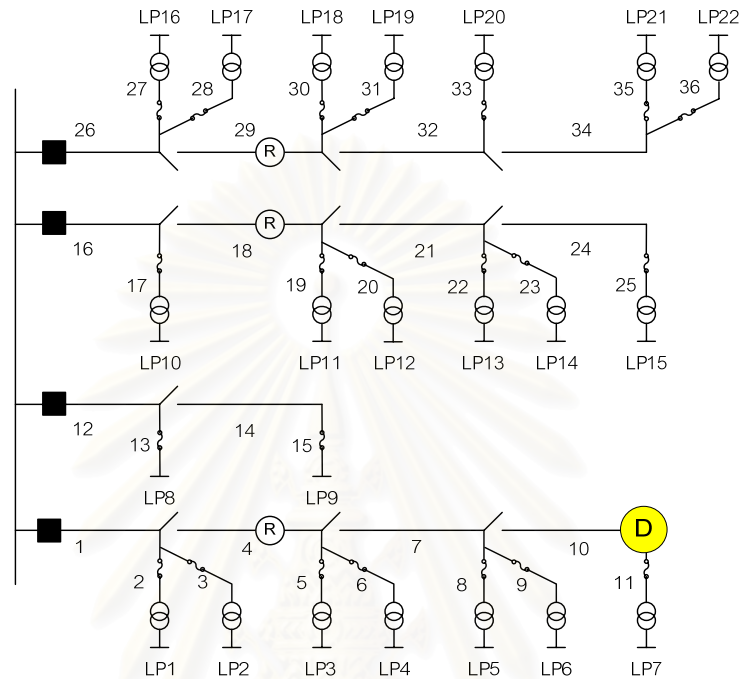 LP16 LP17 LP18 LP19 LP20 LP21 LP22
27 28 30 31 33 35 36
26 29 32 34
R
R
16 18 21 24
17 19 20 22 23 25
LP10 LP11 LP12 LP13 LP14 LP15
12 14
13 15
LP8 LP9
R D
1 4 7 10
2 3 5 6 8 9 11
LP1 LP2 LP3 LP4 LP5 LP6 LP7